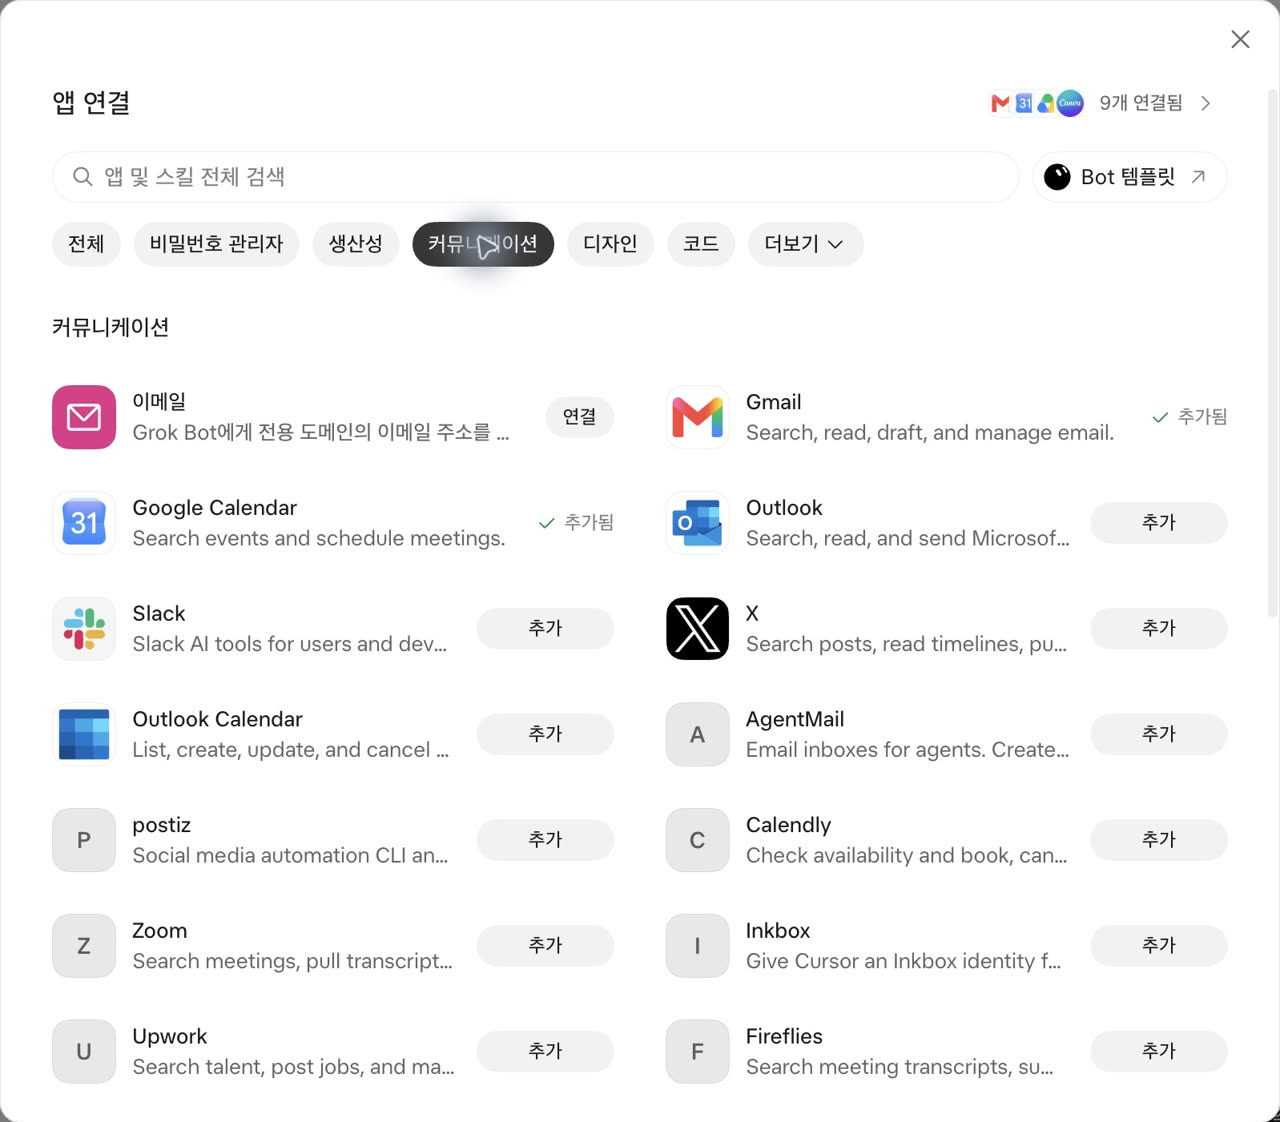 앱 연결
31
Canva
9개 연결됨
앱 및 스킬 전체 검색
Bot 템플릿
전체
비밀번호 관리자
생산성
커뮤니케이션
디자인
코드
더보기
커뮤니케이션
이메일
Grok Bot에게 전용 도메인의 이메일 주소를 ...
연결
Gmail
Search, read, draft, and manage email.
추가됨
31
Google Calendar
Search events and schedule meetings.
추가됨
O
Outlook
Search, read, and send Microsof...
추가
Slack
Slack AI tools for users and dev...
추가
X
Search posts, read timelines, pu...
추가
Outlook Calendar
List, create, update, and cancel ...
추가
A
AgentMail
Email inboxes for agents. Create...
추가
P
postiz
Social media automation CLI an...
추가
C
Calendly
Check availability and book, can...
추가
Z
Zoom
Search meetings, pull transcript...
추가
I
Inkbox
Give Cursor an Inkbox identity f...
추가
U
Upwork
Search talent, post jobs, and ma...
추가
F
Fireflies
Search meeting transcripts, su...
추가